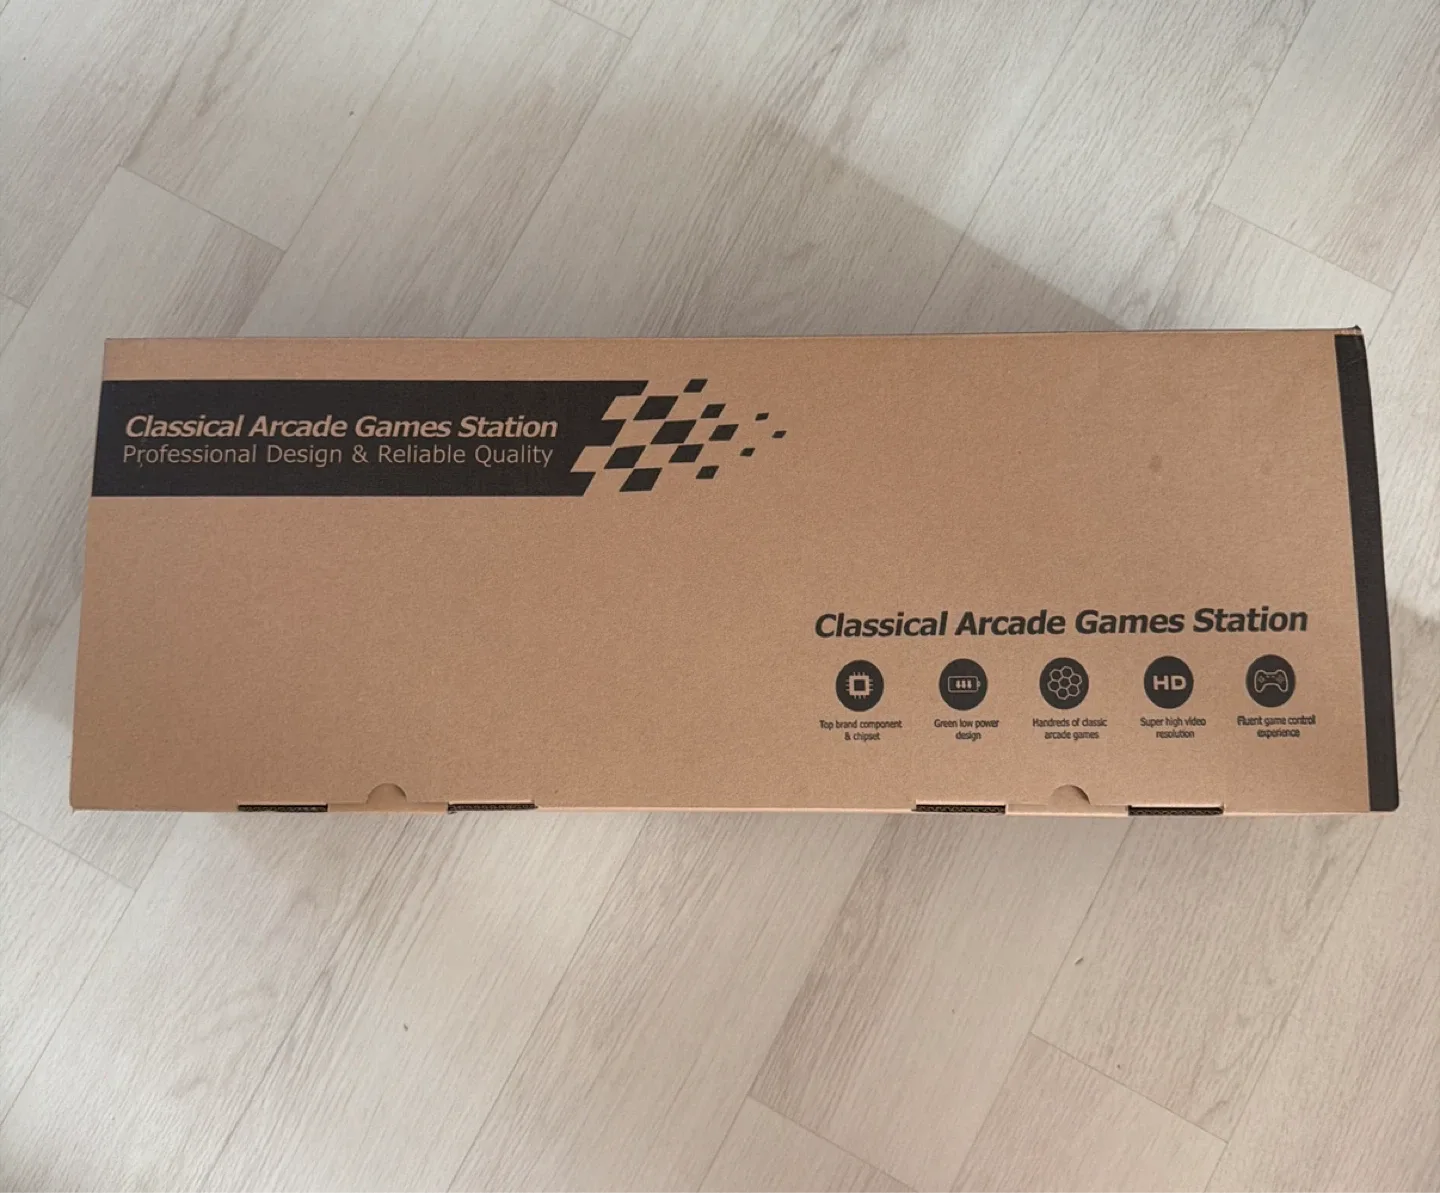 Classical Arcade Games Station
Professional Design & Reliable Quality
Classical Arcade Games Station
Top brand component
& chipset
Green low power
design
Handreds of classic
arcade games
HD
Super high video
resolution
Fluent game control
experience